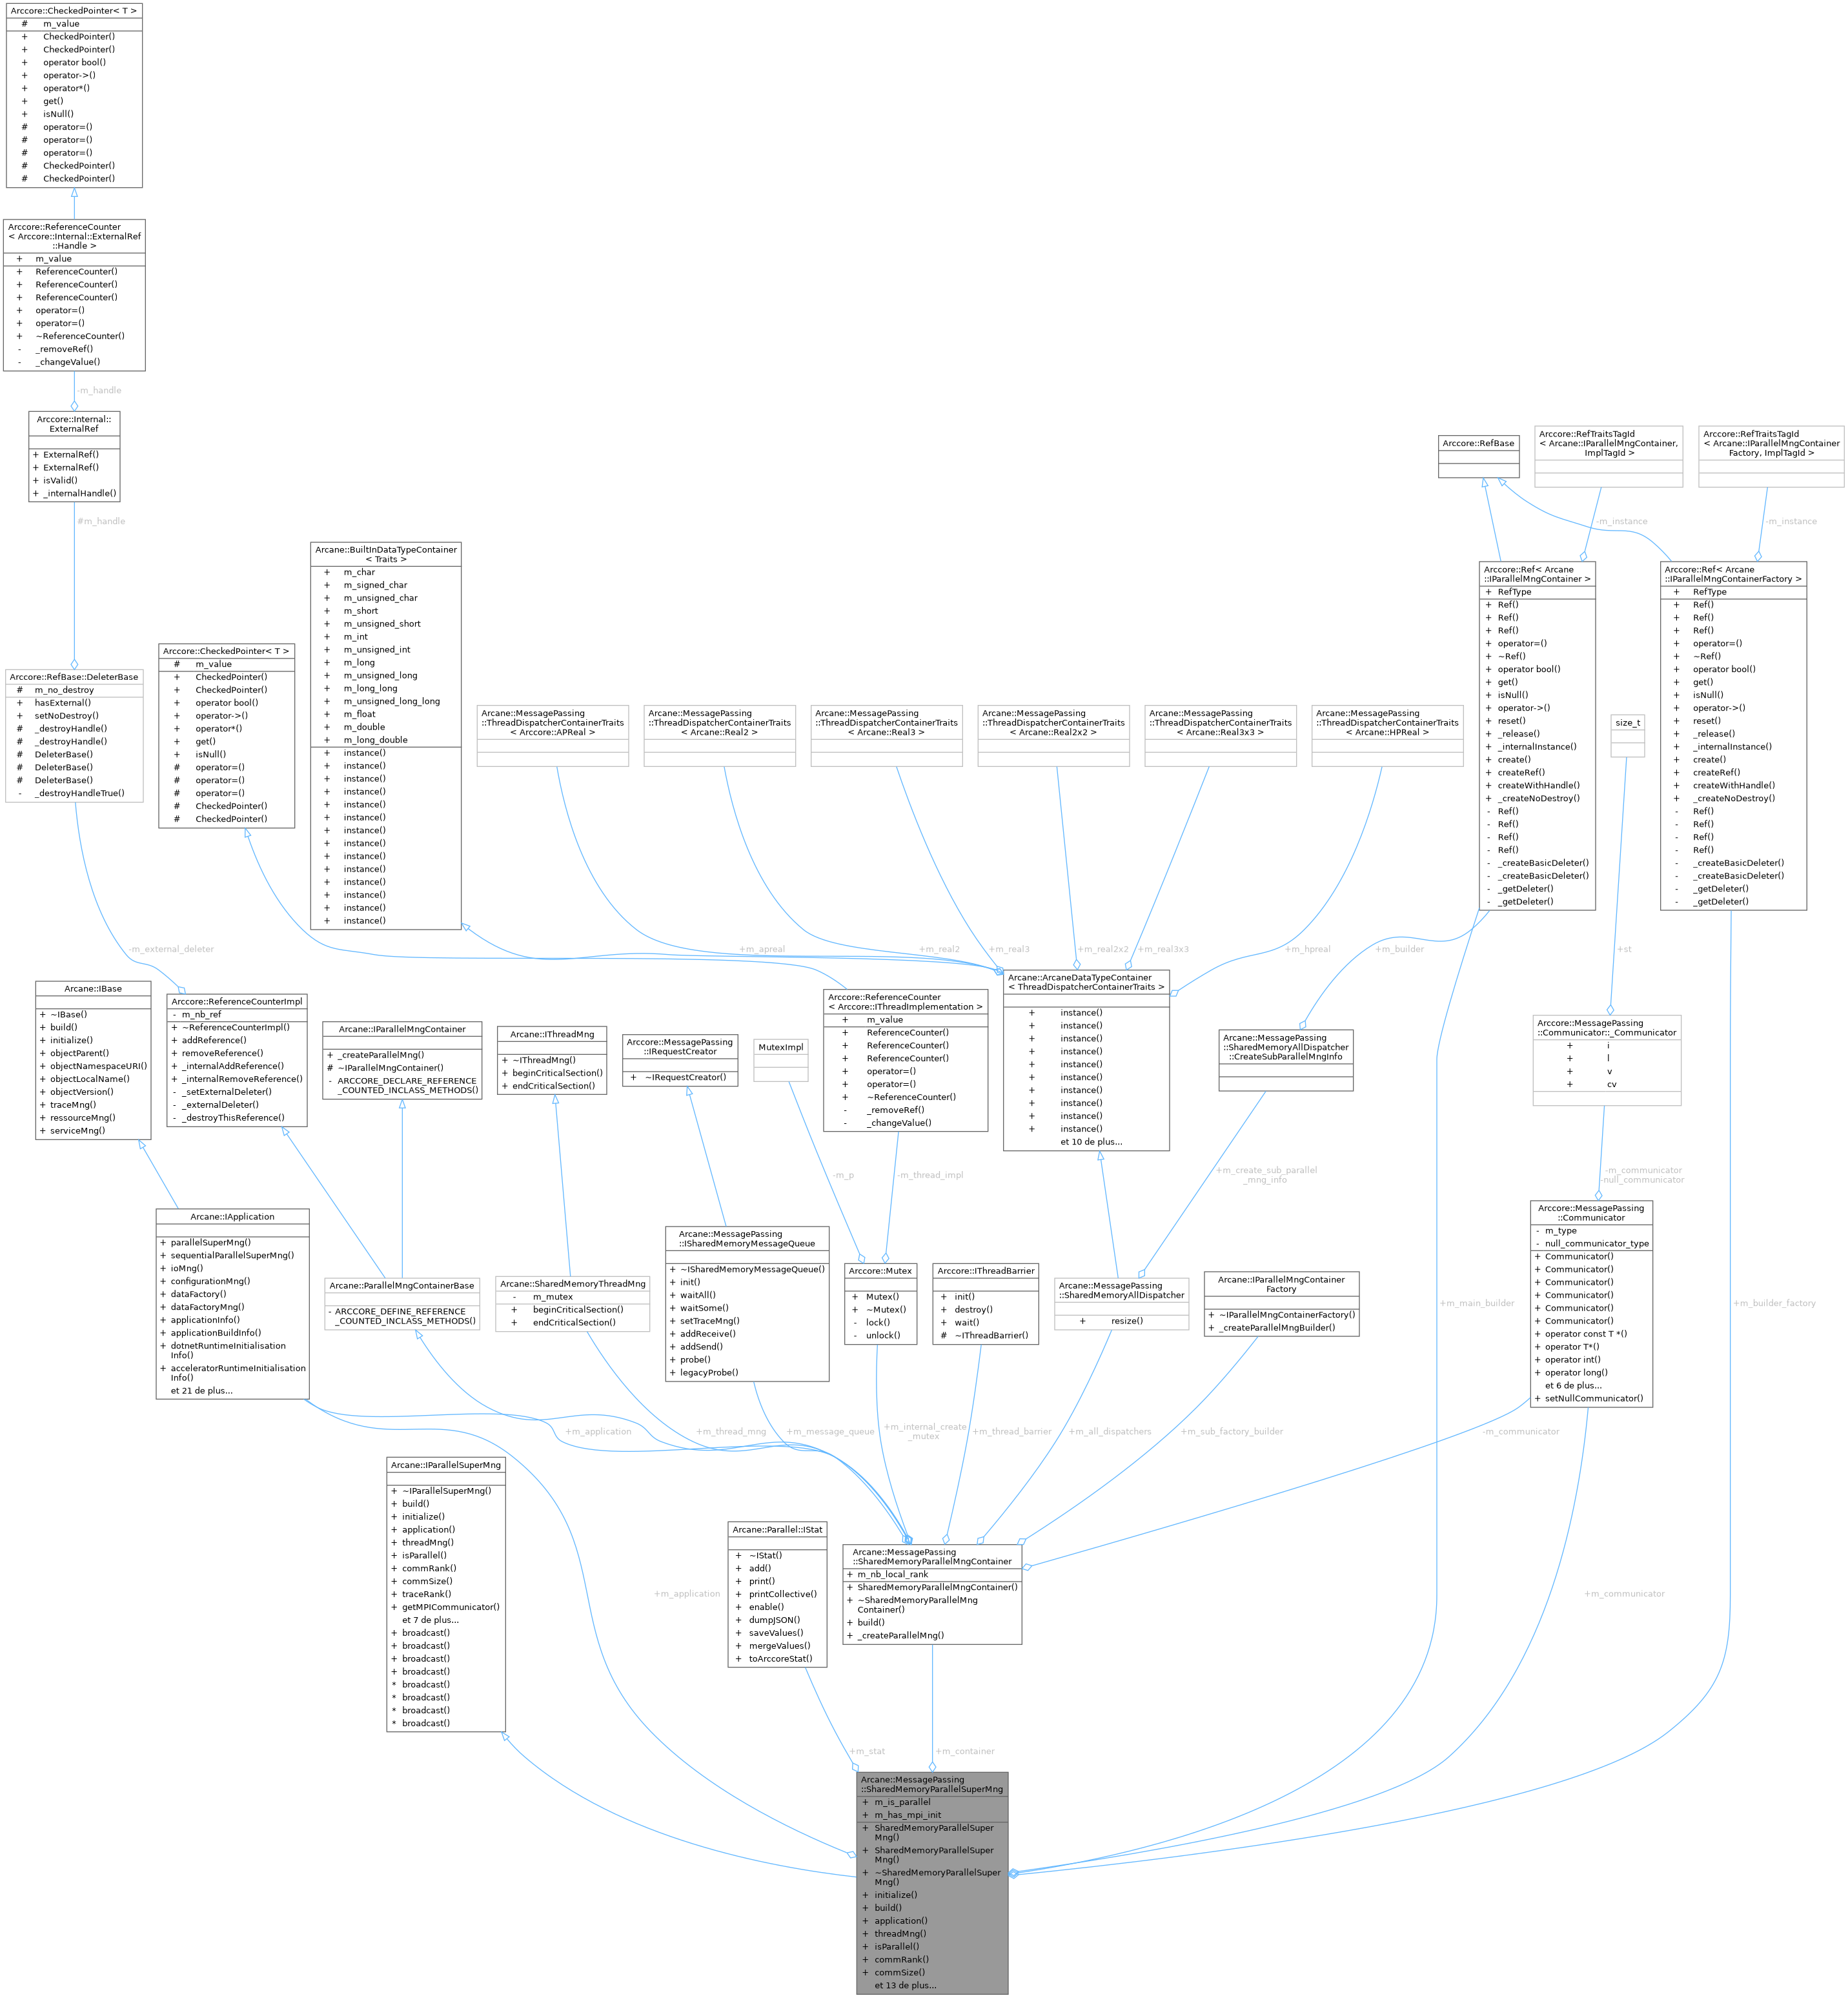 Arccore::CheckedPointer< T >
# m_value
+ CheckedPointer()
+ CheckedPointer()
+ operator bool()
+ operator->()
+ operator*()
+ get()
+ isNull()
# operator=()
# operator=()
# operator=()
# CheckedPointer()
# CheckedPointer()
Arccore::ReferenceCounter
< Arccore::Internal::ExternalRef
::Handle >
+ m_value
+ ReferenceCounter()
+ ReferenceCounter()
+ ReferenceCounter()
+ operator=()
+ operator=()
+ ~ReferenceCounter()
- _removeRef()
- _changeValue()
-m_handle
Arccore::Internal::
ExternalRef
+ ExternalRef()
+ ExternalRef()
+ isValid()
+ _internalHandle()
#m_handle
Arccore::RefBase::DeleterBase
# m_no_destroy
+ hasExternal()
+ setNoDestroy()
# _destroyHandle()
# _destroyHandle()
# DeleterBase()
# DeleterBase()
# DeleterBase()
- _destroyHandleTrue()
Arccore::CheckedPointer< T >
# m_value
+ CheckedPointer()
+ CheckedPointer()
+ operator bool()
+ operator->()
+ operator*()
+ get()
+ isNull()
# operator=()
# operator=()
# operator=()
# CheckedPointer()
# CheckedPointer()
Arcane::BuiltInDataTypeContainer
< Traits >
+ m_char
+ m_signed_char
+ m_unsigned_char
+ m_short
+ m_unsigned_short
+ m_int
+ m_unsigned_int
+ m_long
+ m_unsigned_long
+ m_long_long
+ m_unsigned_long_long
+ m_float
+ m_double
+ m_long_double
+ instance()
+ instance()
+ instance()
+ instance()
+ instance()
+ instance()
+ instance()
+ instance()
+ instance()
+ instance()
+ instance()
+ instance()
+ instance()
+ instance()
Arcane::MessagePassing
::ThreadDispatcherContainerTraits
< Arccore::APReal >
Arcane::MessagePassing
::ThreadDispatcherContainerTraits
< Arcane::Real2 >
Arcane::MessagePassing
::ThreadDispatcherContainerTraits
< Arcane::Real3 >
Arcane::MessagePassing
::ThreadDispatcherContainerTraits
< Arcane::Real2x2 >
Arcane::MessagePassing
::ThreadDispatcherContainerTraits
< Arcane::Real3x3 >
Arcane::MessagePassing
::ThreadDispatcherContainerTraits
< Arcane::HPReal >
Arccore::RefBase
Arccore::RefTraitsTagId
< Arcane::IParallelMngContainer,
ImplTagId >
Arccore::RefTraitsTagId
< Arcane::IParallelMngContainer
Factory, ImplTagId >
-m_instance
-m_instance
Arccore::Ref< Arcane
::IParallelMngContainer >
+ RefType
+ Ref()
+ Ref()
+ Ref()
+ operator=()
+ ~Ref()
+ operator bool()
+ get()
+ isNull()
+ operator->()
+ reset()
+ _release()
+ _internalInstance()
+ create()
+ createRef()
+ createWithHandle()
+ _createNoDestroy()
- Ref()
- Ref()
- Ref()
- Ref()
- _createBasicDeleter()
- _createBasicDeleter()
- _getDeleter()
- _getDeleter()
size_t
Arccore::Ref< Arcane
::IParallelMngContainerFactory >
+ RefType
+ Ref()
+ Ref()
+ Ref()
+ operator=()
+ ~Ref()
+ operator bool()
+ get()
+ isNull()
+ operator->()
+ reset()
+ _release()
+ _internalInstance()
+ create()
+ createRef()
+ createWithHandle()
+ _createNoDestroy()
- Ref()
- Ref()
- Ref()
- Ref()
- _createBasicDeleter()
- _createBasicDeleter()
- _getDeleter()
- _getDeleter()
-m_external_deleter
+m_apreal
+m_real2
+m_real3
+m_real2x2
+m_real3x3
+m_hpreal
+m_builder
+st
Arcane::IBase
+ ~IBase()
+ build()
+ initialize()
+ objectParent()
+ objectNamespaceURI()
+ objectLocalName()
+ objectVersion()
+ traceMng()
+ ressourceMng()
+ serviceMng()
Arccore::ReferenceCounterImpl
- m_nb_ref
+ ~ReferenceCounterImpl()
+ addReference()
+ removeReference()
+ _internalAddReference()
+ _internalRemoveReference()
- _setExternalDeleter()
- _externalDeleter()
- _destroyThisReference()
Arcane::IParallelMngContainer
+ _createParallelMng()
# ~IParallelMngContainer()
- ARCCORE_DECLARE_REFERENCE
_COUNTED_INCLASS_METHODS()
Arcane::IThreadMng
+ ~IThreadMng()
+ beginCriticalSection()
+ endCriticalSection()
Arccore::MessagePassing
::IRequestCreator
+ ~IRequestCreator()
MutexImpl
Arccore::ReferenceCounter
< Arccore::IThreadImplementation >
+ m_value
+ ReferenceCounter()
+ ReferenceCounter()
+ ReferenceCounter()
+ operator=()
+ operator=()
+ ~ReferenceCounter()
- _removeRef()
- _changeValue()
Arcane::ArcaneDataTypeContainer
< ThreadDispatcherContainerTraits >
+ instance()
+ instance()
+ instance()
+ instance()
+ instance()
+ instance()
+ instance()
+ instance()
+ instance()
+ instance()
et 10 de plus...
Arcane::MessagePassing
::SharedMemoryAllDispatcher
::CreateSubParallelMngInfo
Arccore::MessagePassing
::Communicator::_Communicator
+ i
+ l
+ v
+ cv
-m_p
-m_thread_impl
+m_create_sub_parallel
_mng_info
-m_communicator
-null_communicator
Arcane::IApplication
+ parallelSuperMng()
+ sequentialParallelSuperMng()
+ ioMng()
+ configurationMng()
+ dataFactory()
+ dataFactoryMng()
+ applicationInfo()
+ applicationBuildInfo()
+ dotnetRuntimeInitialisation
Info()
+ acceleratorRuntimeInitialisation
Info()
et 21 de plus...
Arcane::ParallelMngContainerBase
- ARCCORE_DEFINE_REFERENCE
_COUNTED_INCLASS_METHODS()
Arcane::SharedMemoryThreadMng
- m_mutex
+ beginCriticalSection()
+ endCriticalSection()
Arcane::MessagePassing
::ISharedMemoryMessageQueue
+ ~ISharedMemoryMessageQueue()
+ init()
+ waitAll()
+ waitSome()
+ setTraceMng()
+ addReceive()
+ addSend()
+ probe()
+ legacyProbe()
Arccore::Mutex
+ Mutex()
+ ~Mutex()
- lock()
- unlock()
Arccore::IThreadBarrier
+ init()
+ destroy()
+ wait()
# ~IThreadBarrier()
Arcane::MessagePassing
::SharedMemoryAllDispatcher
+ resize()
Arcane::IParallelMngContainer
Factory
+ ~IParallelMngContainerFactory()
+ _createParallelMngBuilder()
+m_main_builder
Arccore::MessagePassing
::Communicator
- m_type
- null_communicator_type
+ Communicator()
+ Communicator()
+ Communicator()
+ Communicator()
+ Communicator()
+ Communicator()
+ operator const T *()
+ operator T*()
+ operator int()
+ operator long()
et 6 de plus...
+ setNullCommunicator()
+m_builder_factory
+m_application
+m_thread_mng
+m_message_queue
+m_internal_create
_mutex
+m_thread_barrier
+m_all_dispatchers
+m_sub_factory_builder
-m_communicator
Arcane::IParallelSuperMng
+ ~IParallelSuperMng()
+ build()
+ initialize()
+ application()
+ threadMng()
+ isParallel()
+ commRank()
+ commSize()
+ traceRank()
+ getMPICommunicator()
et 7 de plus...
+ broadcast()
+ broadcast()
+ broadcast()
+ broadcast()
* broadcast()
* broadcast()
* broadcast()
* broadcast()
+m_application
Arcane::Parallel::IStat
+ ~IStat()
+ add()
+ print()
+ printCollective()
+ enable()
+ dumpJSON()
+ saveValues()
+ mergeValues()
+ toArccoreStat()
Arcane::MessagePassing
::SharedMemoryParallelMngContainer
+ m_nb_local_rank
+ SharedMemoryParallelMngContainer()
+ ~SharedMemoryParallelMng
Container()
+ build()
+ _createParallelMng()
+m_communicator
+m_stat
+m_container
Arcane::MessagePassing
::SharedMemoryParallelSuperMng
+ m_is_parallel
+ m_has_mpi_init
+ SharedMemoryParallelSuper
Mng()
+ SharedMemoryParallelSuper
Mng()
+ ~SharedMemoryParallelSuper
Mng()
+ initialize()
+ build()
+ application()
+ threadMng()
+ isParallel()
+ commRank()
+ commSize()
et 13 de plus...